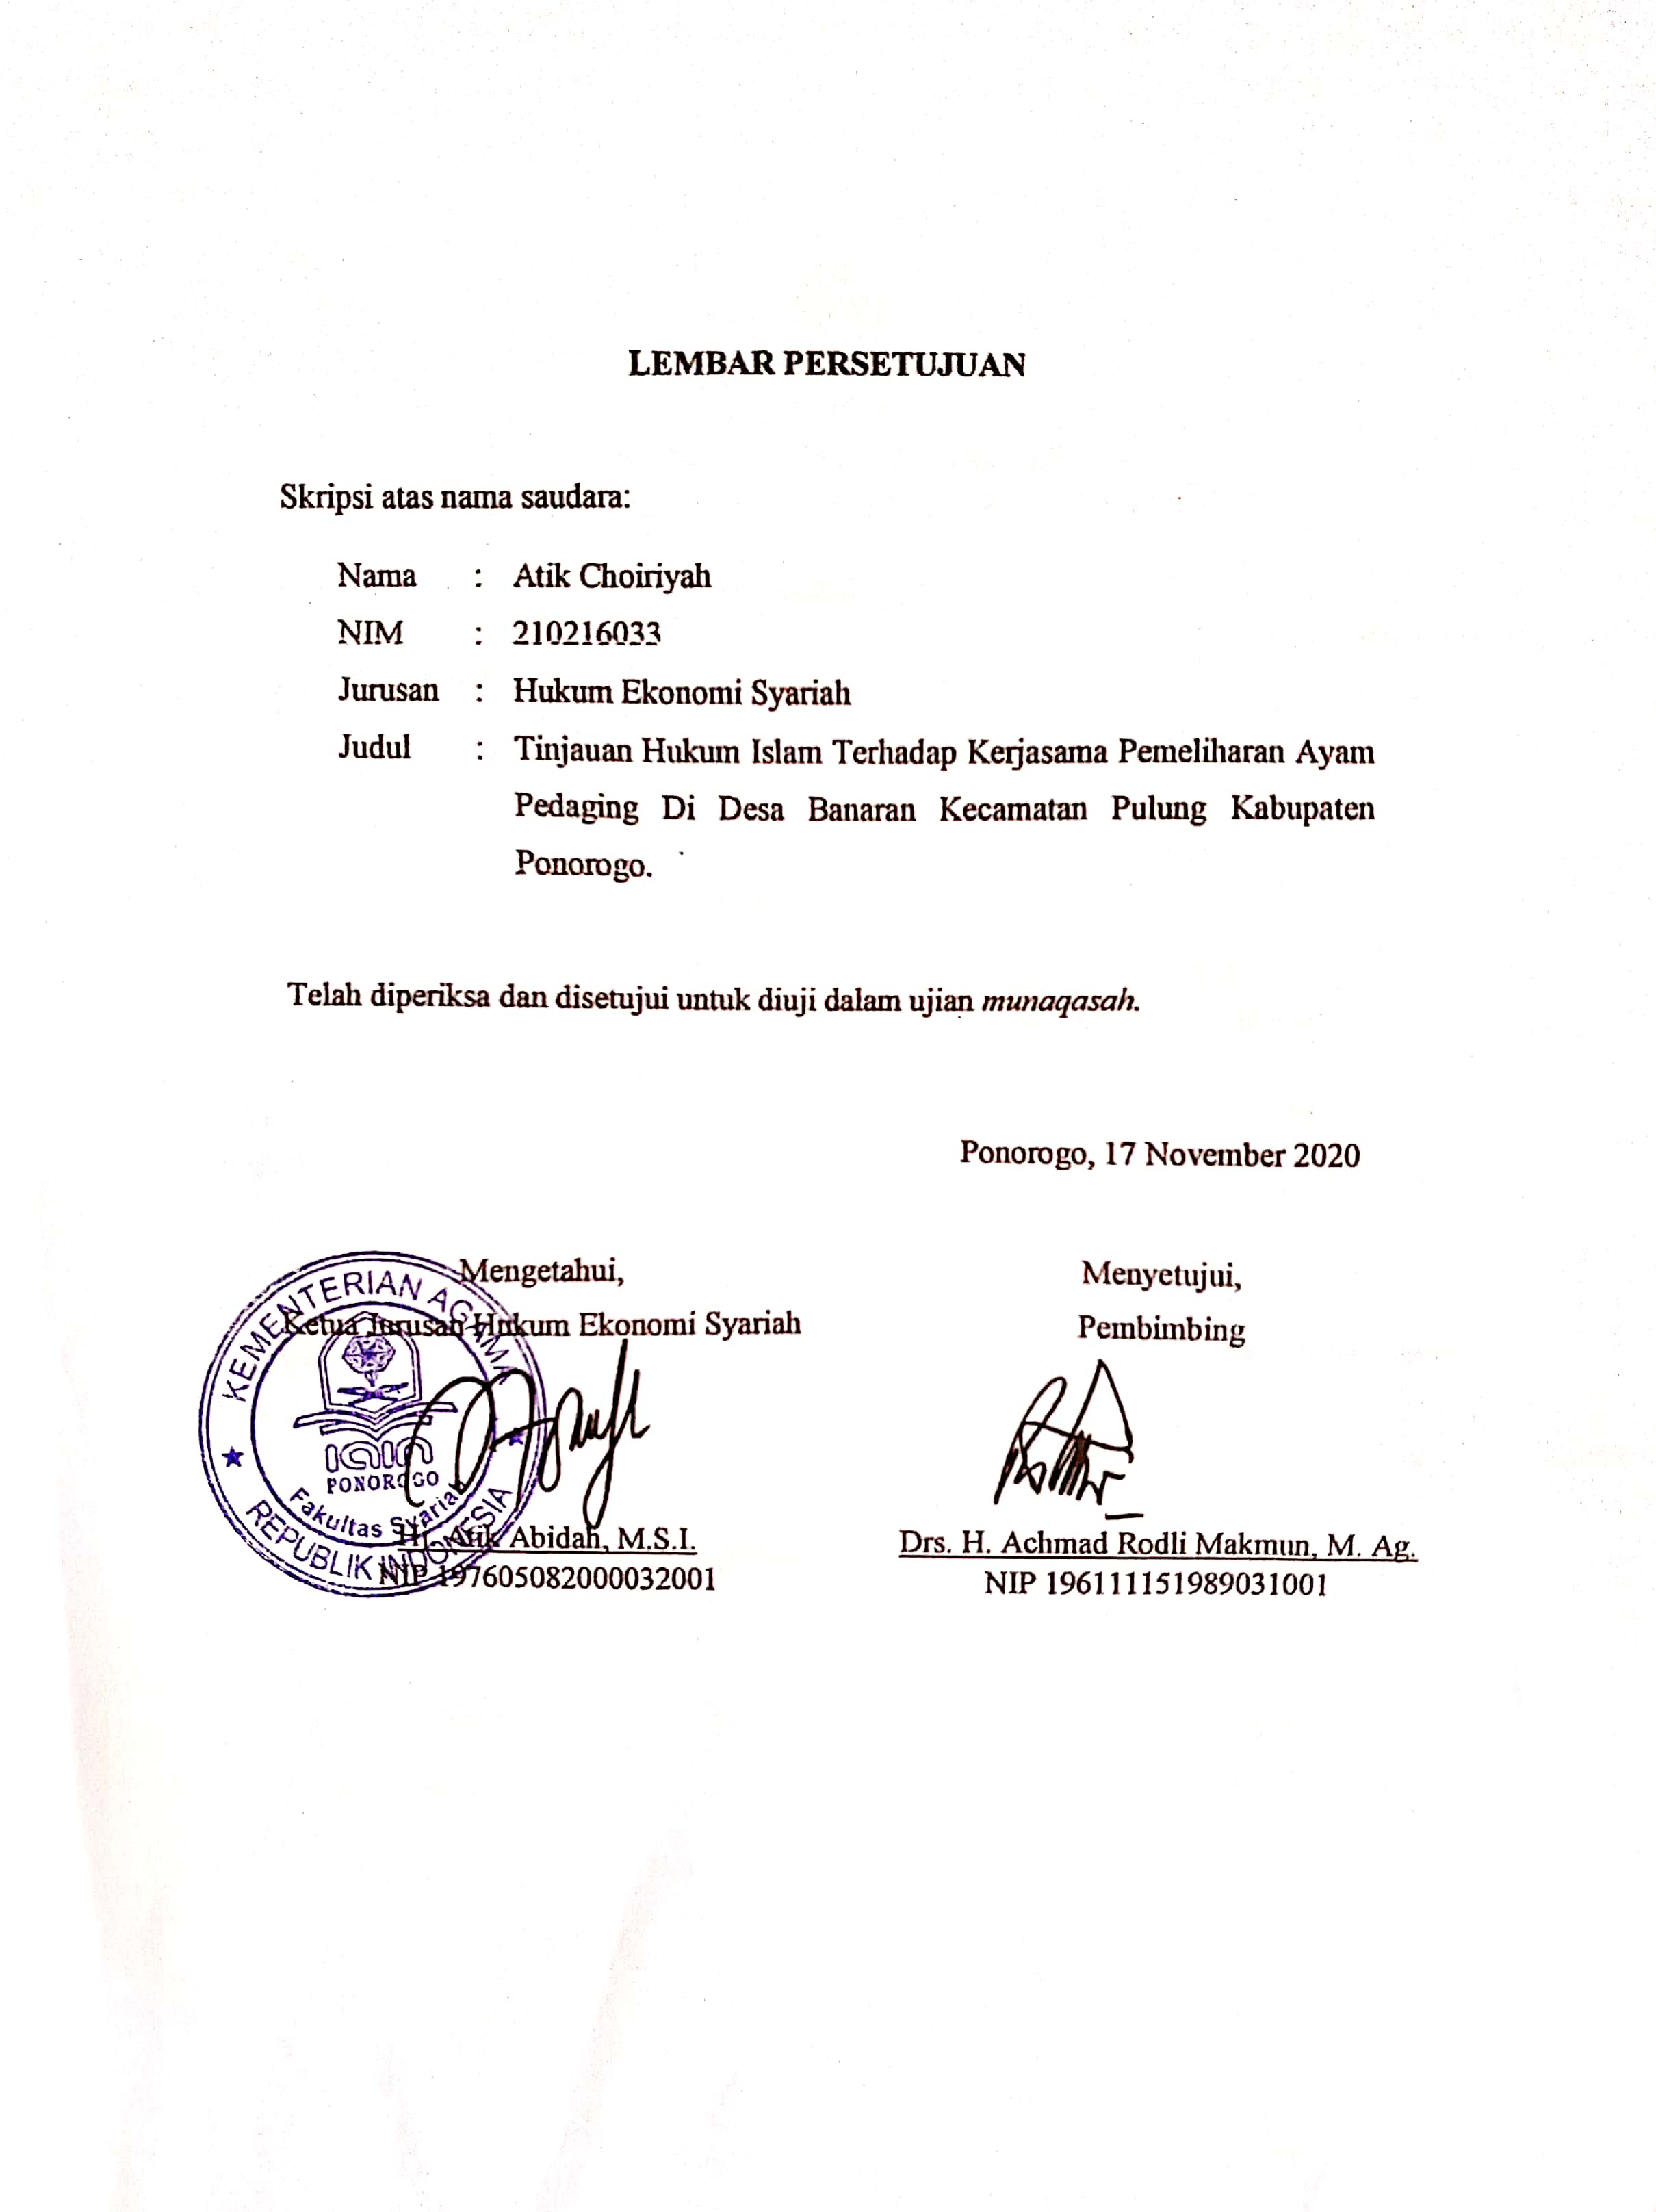 LEMBAR PERSETUJUAN
Skripsi atas nama saudara:
Nama : Atik Choiriyah
NIM : 210216033
Jurusan : Hukum Ekonomi Syariah
Judul : Tinjauan Hukum Islam Terhadap Kerjasama Pemeliharan Ayam
Pedaging Di Desa Banaran Kecamatan Pulung Kabupaten
Ponorogo.
Telah diperiksa dan disetujui untuk diuji dalam ujian munaqasah.
Ponorogo, 17 November 2020
Mengetahui,
Ketua Jurusan Hukum Ekonomi Syariah
KEMENTERIAN AGAMA
IAIN
PONOROGO
Fakultas Syariah
REPUBLIK INDONESIA
Hj. Atik Abidah, M.S.I.
NIP 197605082000032001
Menyetujui,
Pembimbing
Drs. H. Achmad Rodli Makmun, M. Ag.
NIP 196111151989031001